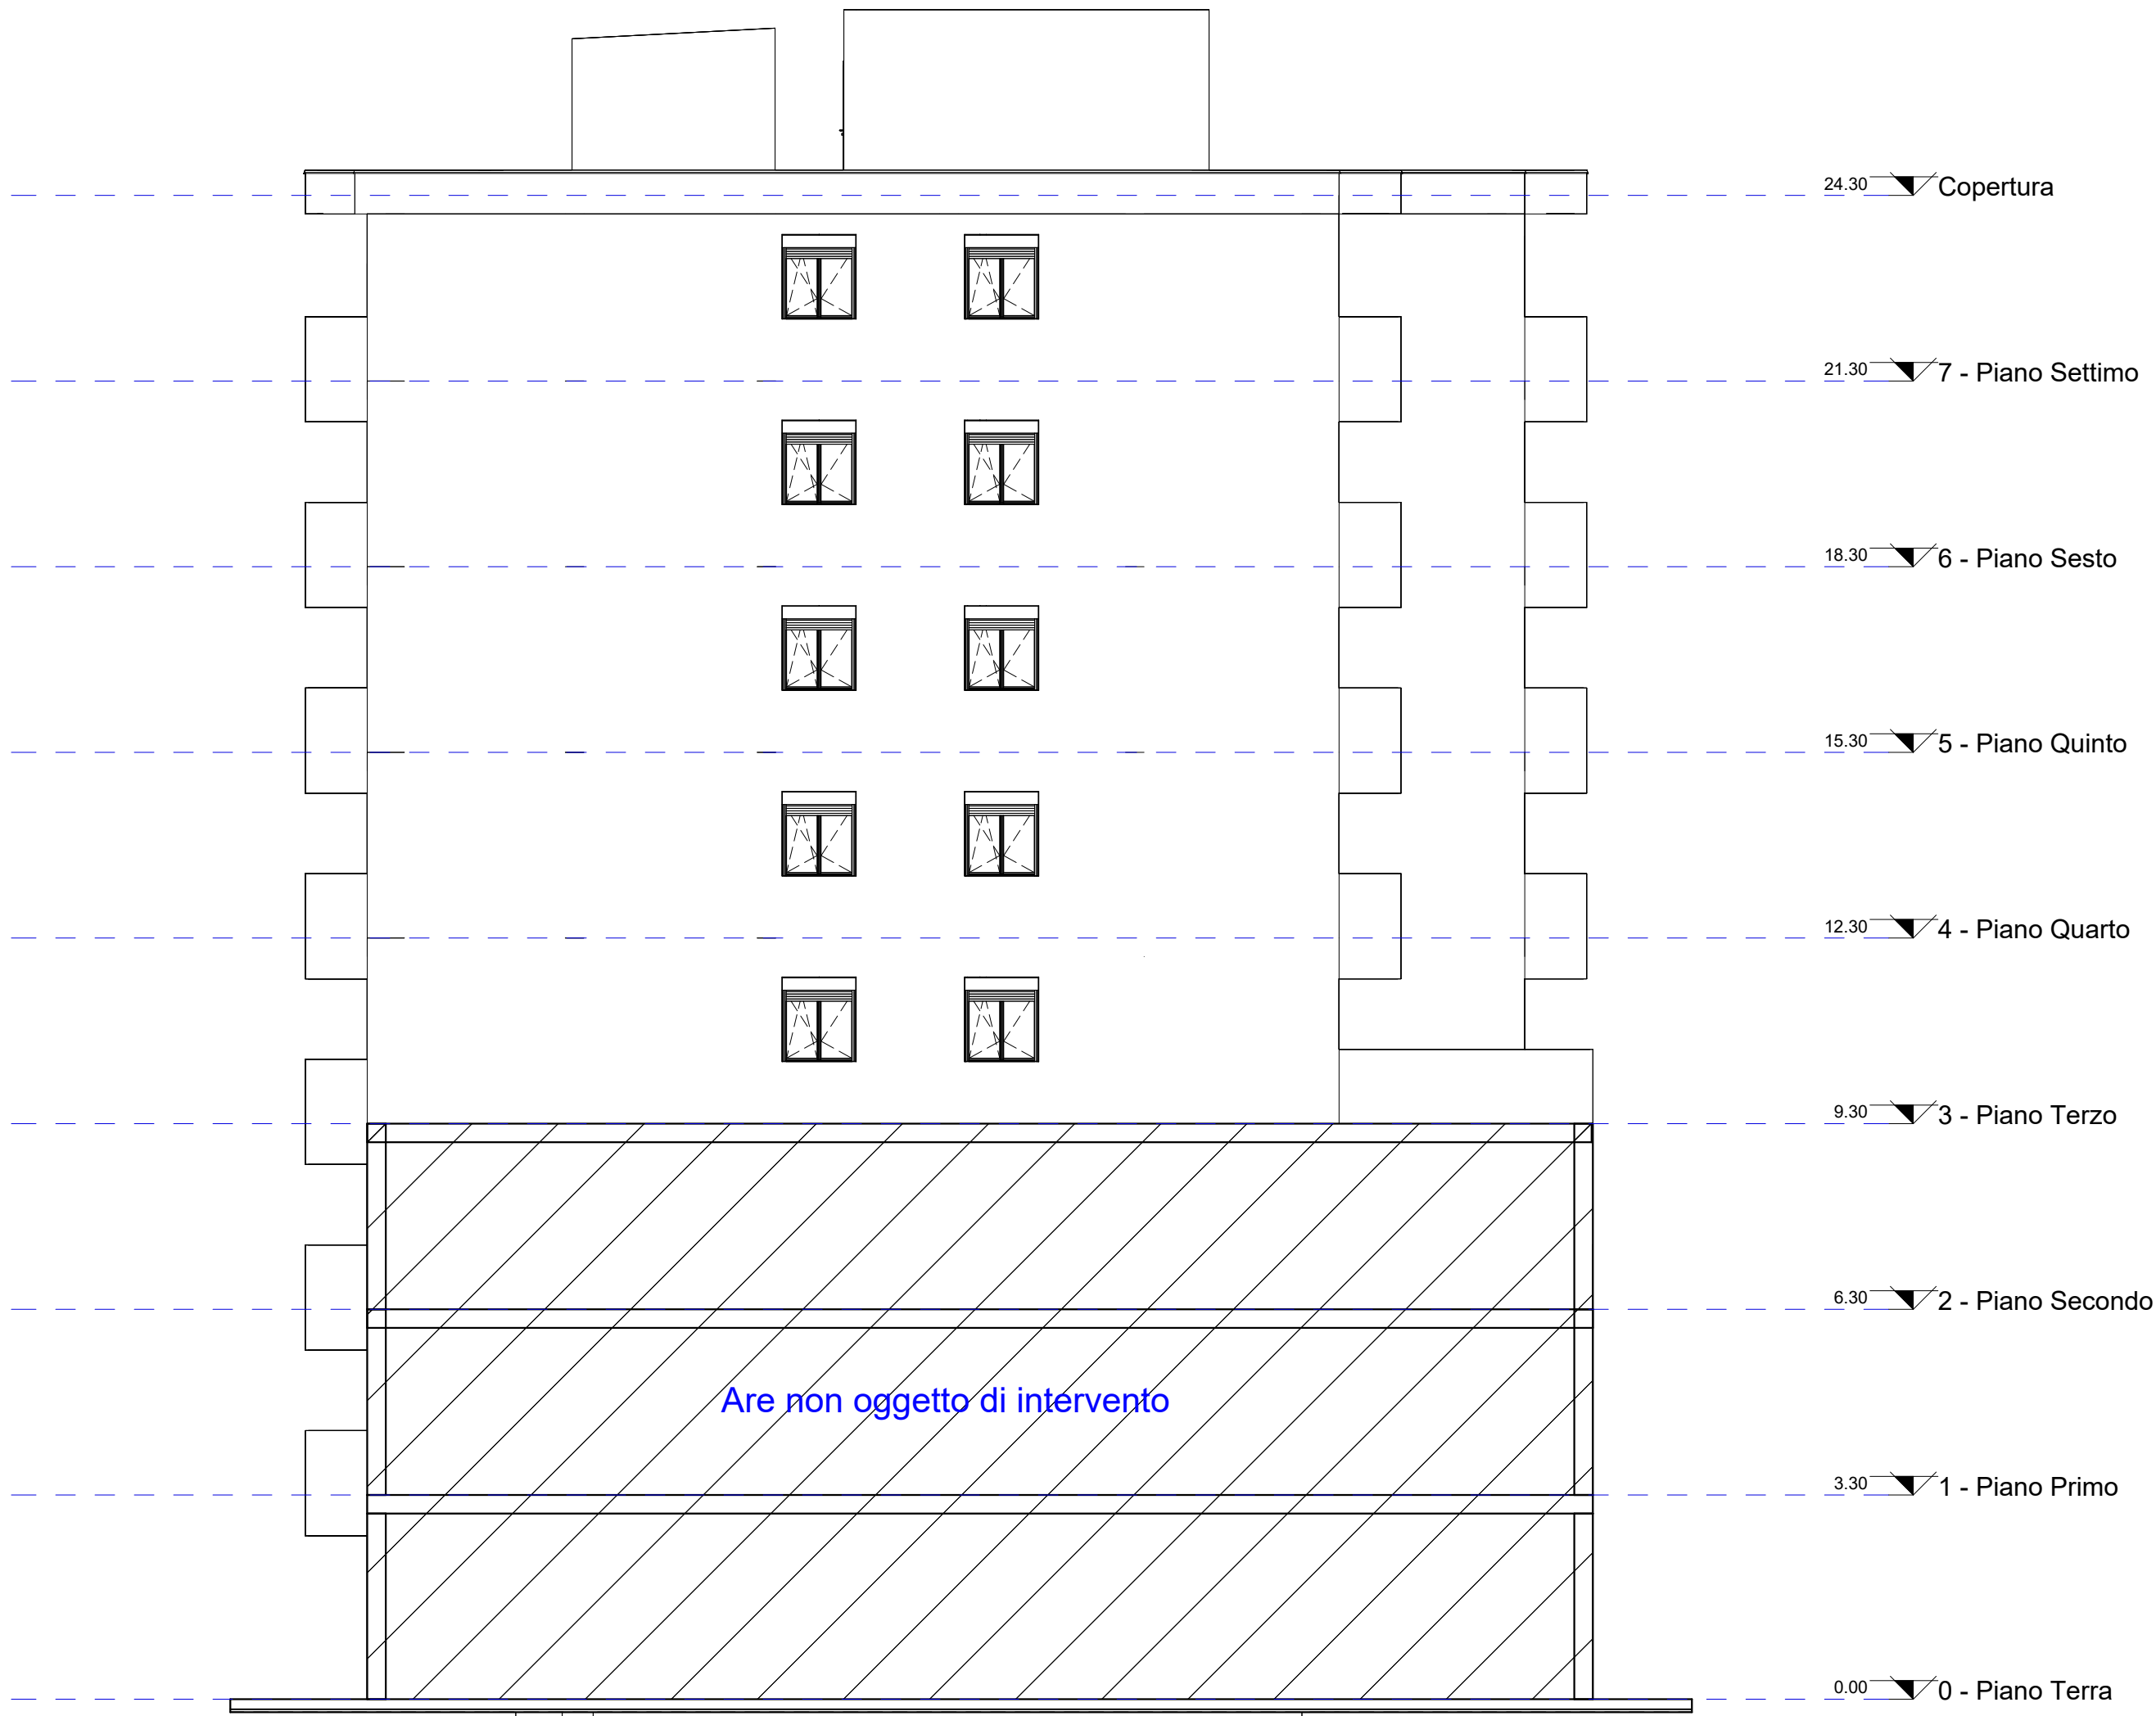 24.30 Copertura
21.30 7 - Piano Settimo
18.30 6 - Piano Sesto
15.30 5 - Piano Quinto
12.30 4 - Piano Quarto
9.30 3 - Piano Terzo
6.30 2 - Piano Secondo
Are non oggetto di intervento
3.30 1 - Piano Primo
0.00 0 - Piano Terra